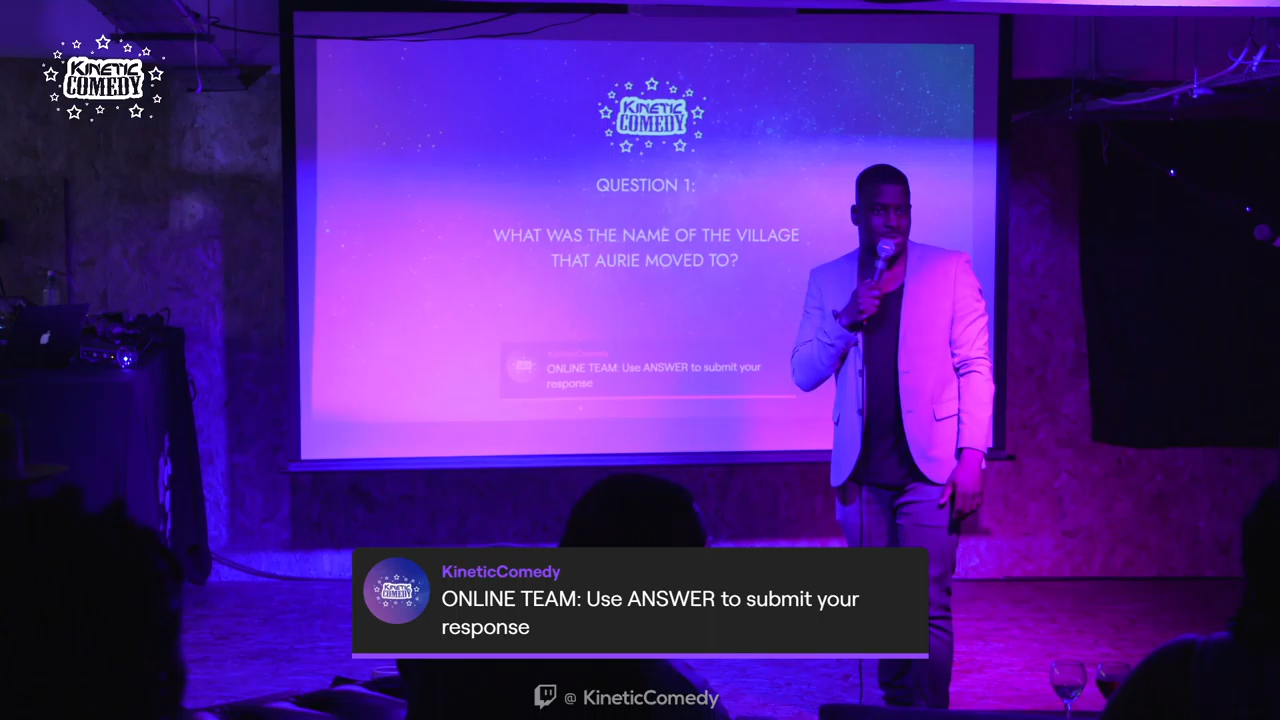 KINETIC
COMEDY
KINETIC
COMEDY
QUESTION 1:
WHAT WAS THE NAME OF THE VILLAGE
THAT AURIE MOVED TO?
KineticComedy
ONLINE TEAM: Use ANSWER to submit your
response
KineticComedy
ONLINE TEAM: Use ANSWER to submit your
response
@ KineticComedy